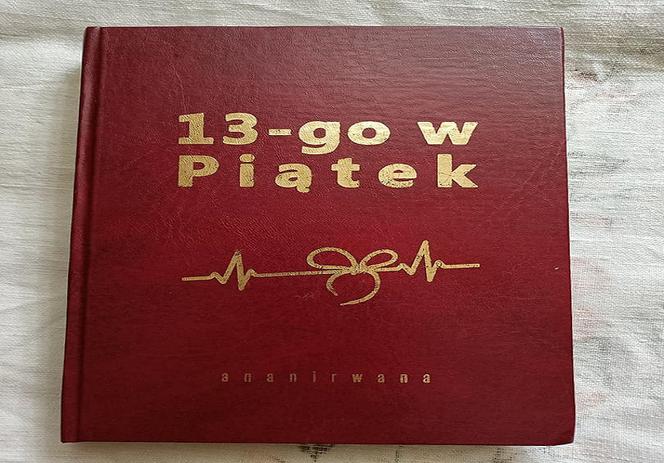 13-go w
Piątek
ananirwana